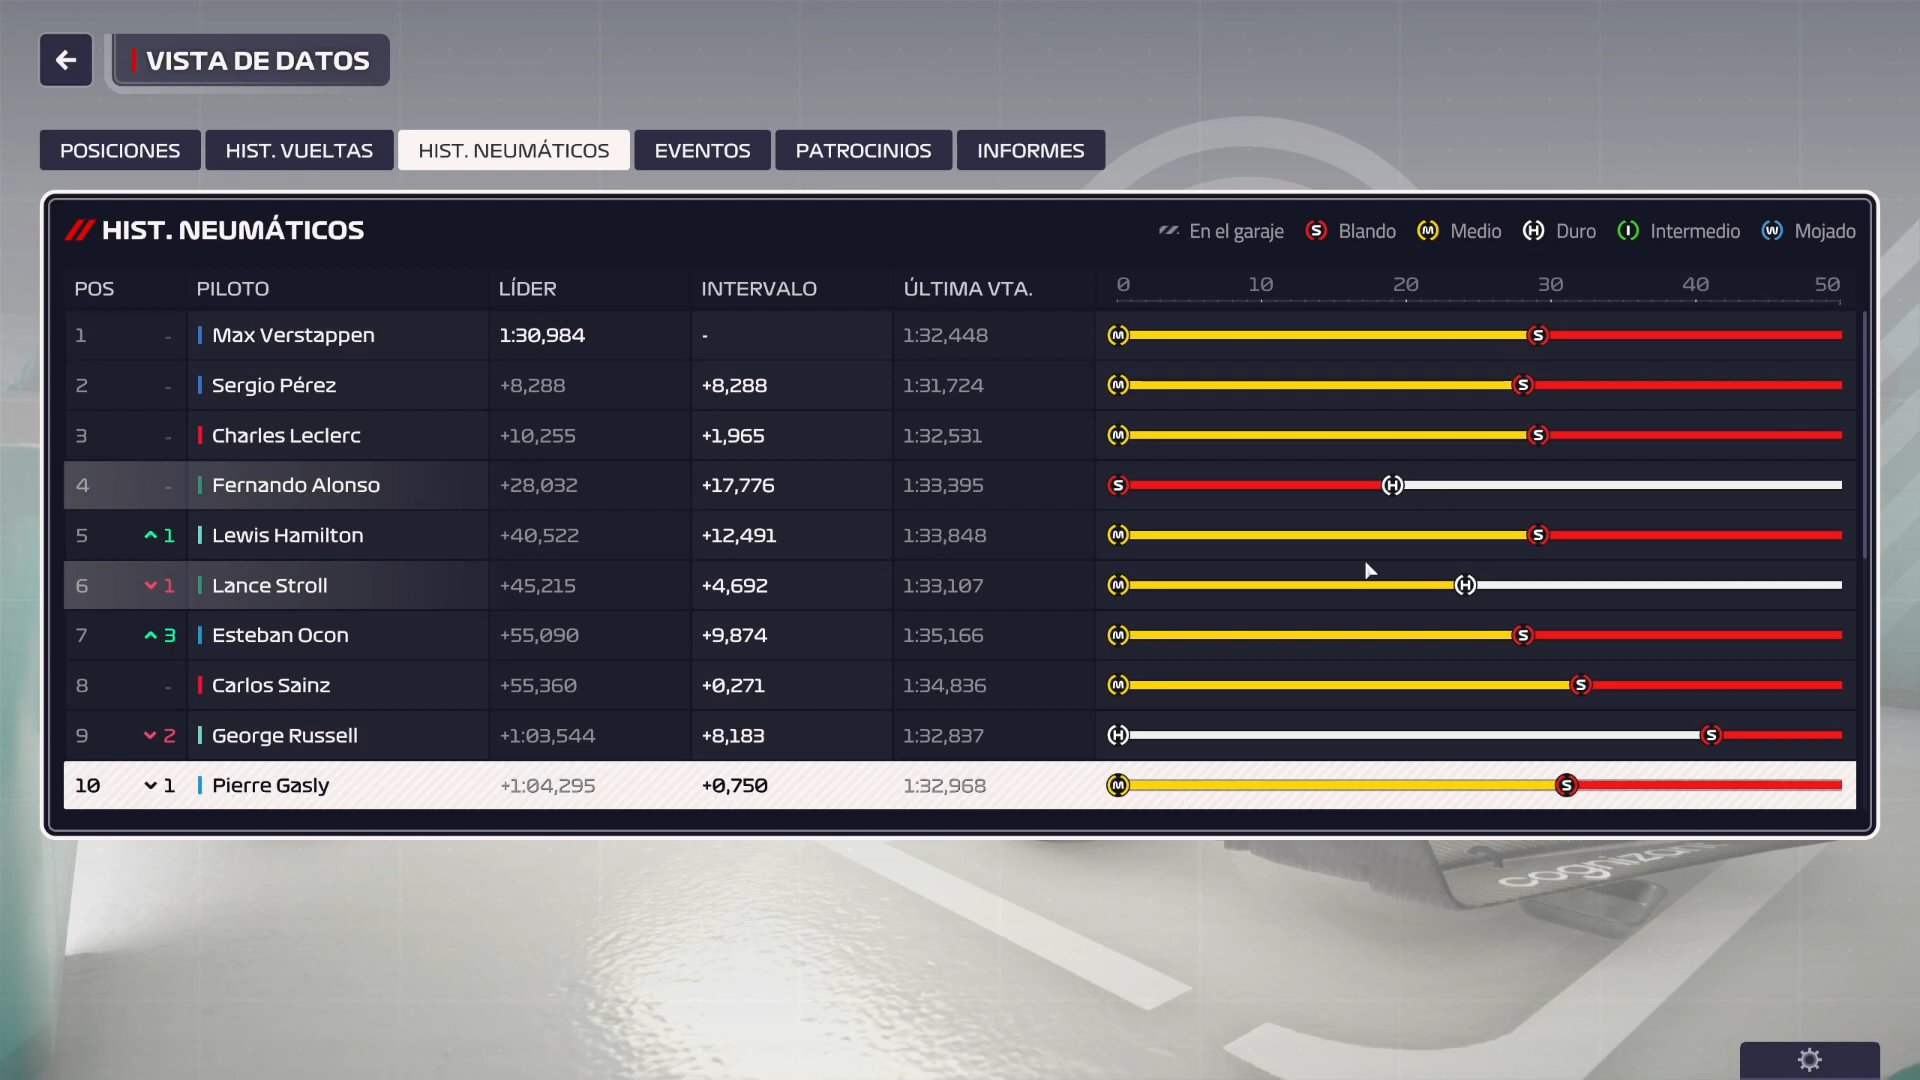 VISTA DE DATOS
POSICIONES HIST. VUELTAS HIST. NEUMÁTICOS EVENTOS PATROCINIOS INFORMES
HIST. NEUMÁTICOS
En el garaje S Blando M Medio H Duro I Intermedio W Mojado
POS PILOTO LÍDER INTERVALO ÚLTIMA VTA. 0 10 20 30 40 50
1 - Max Verstappen 1:30,984 - 1:32,448 M S
2 - Sergio Pérez +8,288 +8,288 1:31,724 M S
3 - Charles Leclerc +10,255 +1,965 1:32,531 M S
4 - Fernando Alonso +28,032 +17,776 1:33,395 S H
5 1 Lewis Hamilton +40,522 +12,491 1:33,848 M S
6 1 Lance Stroll +45,215 +4,692 1:33,107 M H
7 3 Esteban Ocon +55,090 +9,874 1:35,166 M S
8 - Carlos Sainz +55,360 +0,271 1:34,836 M S
9 2 George Russell +1:03,544 +8,183 1:32,837 H S
10 1 Pierre Gasly +1:04,295 +0,750 1:32,968 M S
cognizant